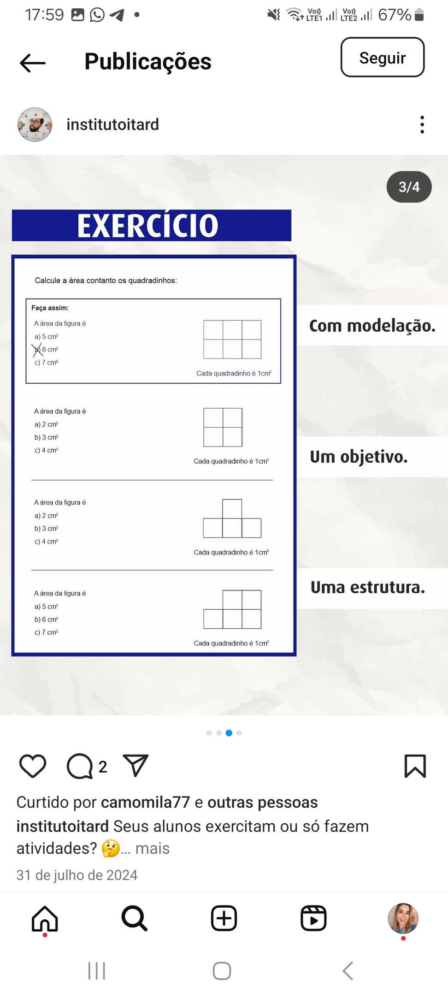 17:59 Vo)) LTE1 Vo)) LTE2 67%
Publicações
Seguir
institutoitard
3/4
EXERCÍCIO
Calcule a área contanto os quadradinhos:
Faça assim:
A área da figura é
a) 5 cm²
b) 6 cm²
c) 7 cm²
Cada quadradinho é 1cm²
Com modelação.
A área da figura é
a) 2 cm²
b) 3 cm²
c) 4 cm²
Cada quadradinho é 1cm²
Um objetivo.
A área da figura é
a) 2 cm²
b) 3 cm²
c) 4 cm²
Cada quadradinho é 1cm²
Uma estrutura.
A área da figura é
a) 5 cm²
b) 6 cm²
c) 7 cm²
Cada quadradinho é 1cm²
2
Curtido por camomila77 e outras pessoas
institutoitard Seus alunos exercitam ou só fazem
atividades? 🤔... mais
31 de julho de 2024